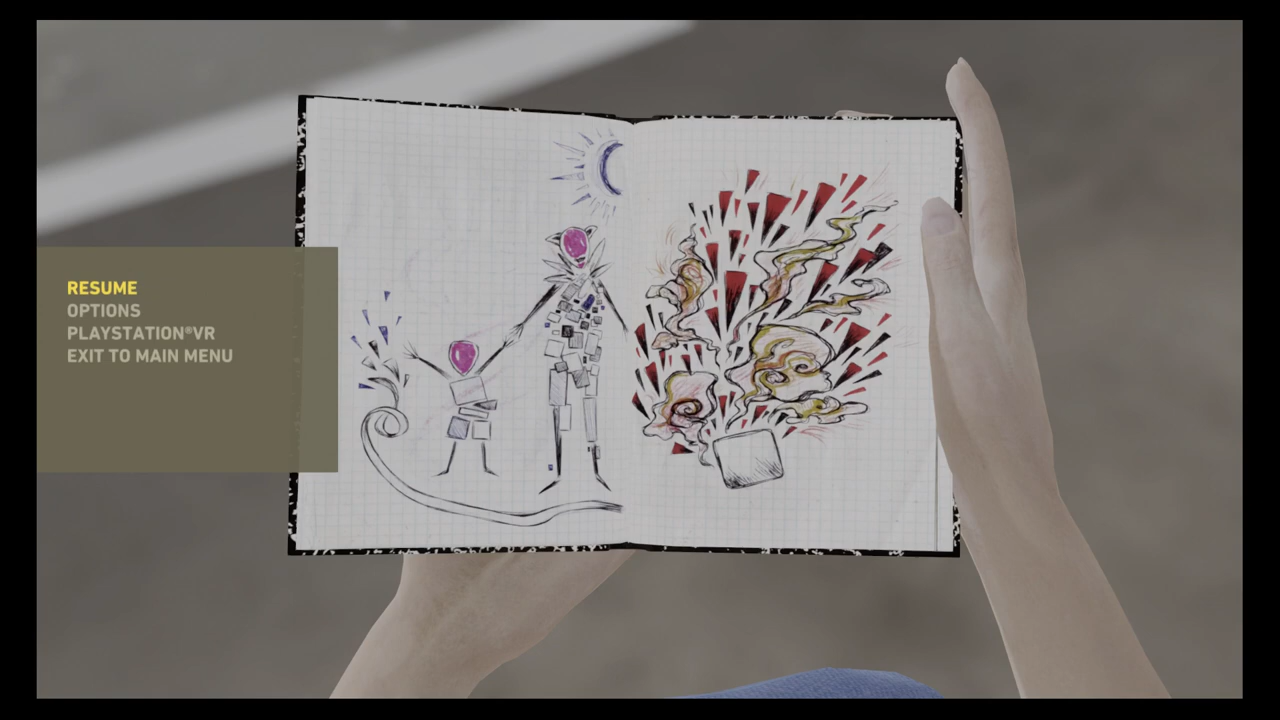 RESUME
OPTIONS
PLAYSTATION®VR
EXIT TO MAIN MENU